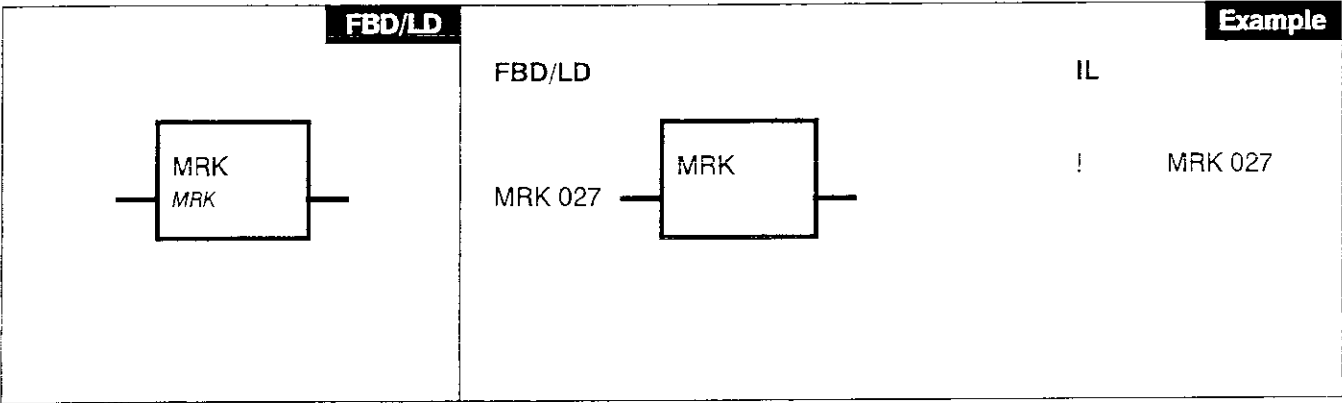 FBD/LD
MRK
MRK
Example
FBD/LD
IL
MRK 027
MRK
! MRK 027